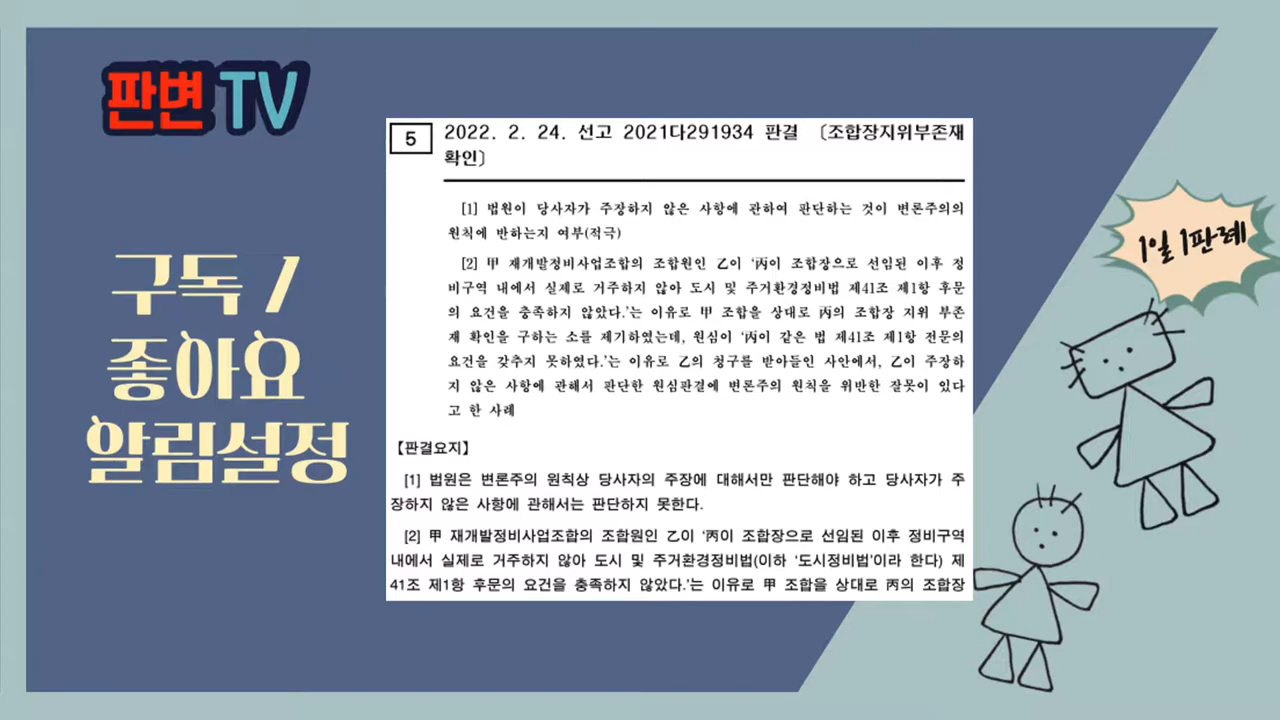 판변 TV
구독 /
좋아요
알림설정
5
2022. 2. 24. 선고 2021다291934 판결 〔조합장지위부존재
확인〕
[1] 법원이 당사자가 주장하지 않은 사항에 관하여 판단하는 것이 변론주의의
원칙에 반하는지 여부(적극)
[2] 甲 재개발정비사업조합의 조합원인 乙이 ‘丙이 조합장으로 선임된 이후 정
비구역 내에서 실제로 거주하지 않아 도시 및 주거환경정비법 제41조 제1항 후문
의 요건을 충족하지 않았다.’는 이유로 甲 조합을 상대로 丙의 조합장 지위 부존
재 확인을 구하는 소를 제기하였는데, 원심이 ‘丙이 같은 법 제41조 제1항 전문의
요건을 갖추지 못하였다.’는 이유로 乙의 청구를 받아들인 사안에서, 乙이 주장하
지 않은 사항에 관해서 판단한 원심판결에 변론주의 원칙을 위반한 잘못이 있다
고 한 사례
【판결요지】
[1] 법원은 변론주의 원칙상 당사자의 주장에 대해서만 판단해야 하고 당사자가 주
장하지 않은 사항에 관해서는 판단하지 못한다.
[2] 甲 재개발정비사업조합의 조합원인 乙이 ‘丙이 조합장으로 선임된 이후 정비구역
내에서 실제로 거주하지 않아 도시 및 주거환경정비법(이하 ‘도시정비법’이라 한다) 제
41조 제1항 후문의 요건을 충족하지 않았다.’는 이유로 甲 조합을 상대로 丙의 조합장
1일 1판례